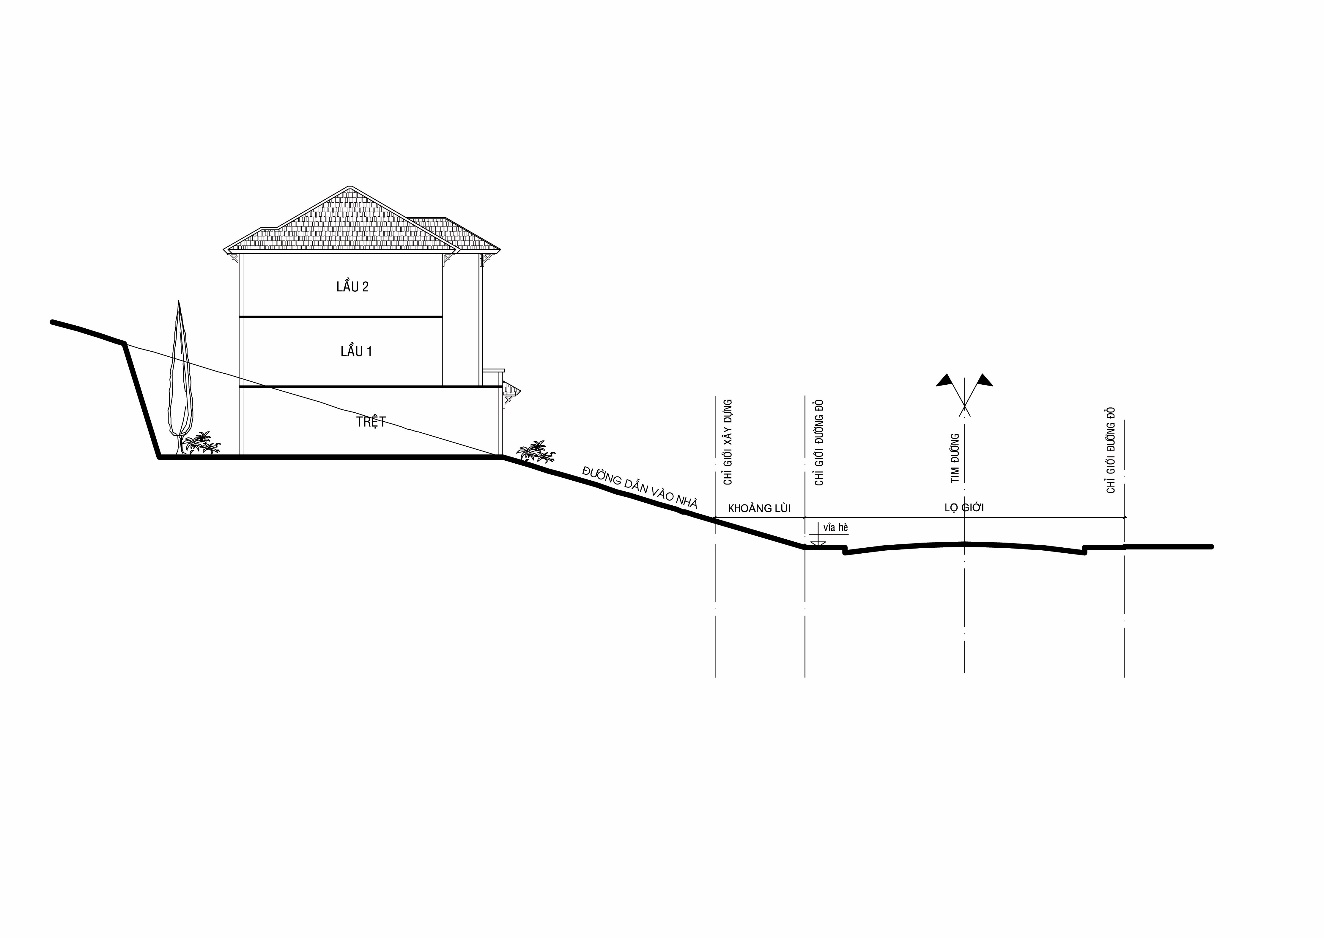 LẦU 2
LẦU 1
TRỆT
ĐƯỜNG DẪN VÀO NHÀ
CHỈ GIỚI XÂY DỰNG
CHỈ GIỚI ĐƯỜNG ĐỎ
TIM ĐƯỜNG
CHỈ GIỚI ĐƯỜNG ĐỎ
KHOẢNG LÙI
LỘ GIỚI
vỉa hè